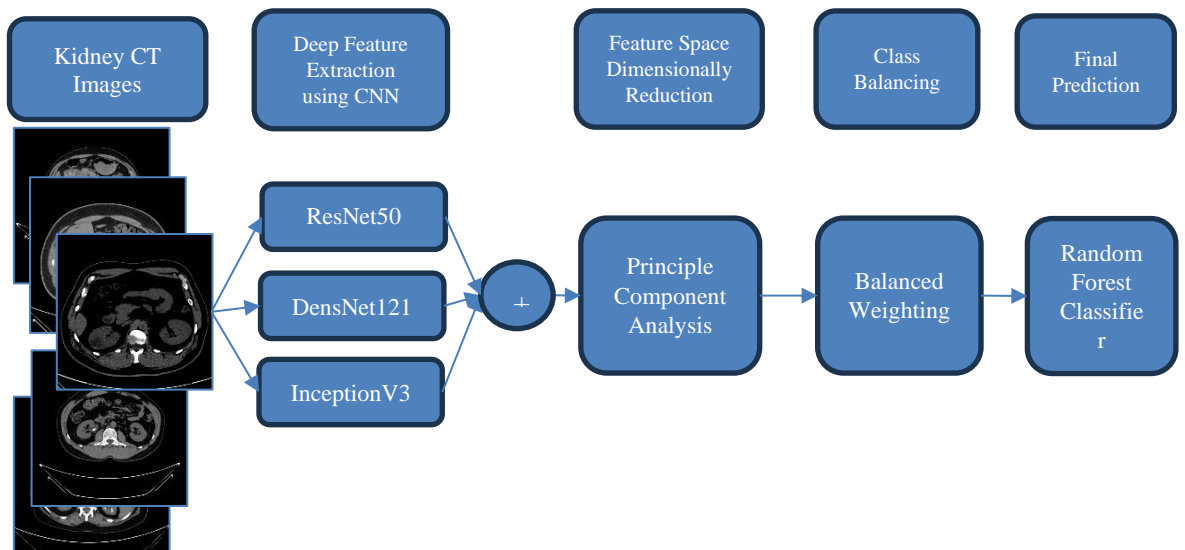 Kidney CT
Images
Deep Feature
Extraction
using CNN
Feature Space
Dimensionally
Reduction
Class
Balancing
Final
Prediction
ResNet50
DensNet121
InceptionV3
+
Principle
Component
Analysis
Balanced
Weighting
Random
Forest
Classifie
r